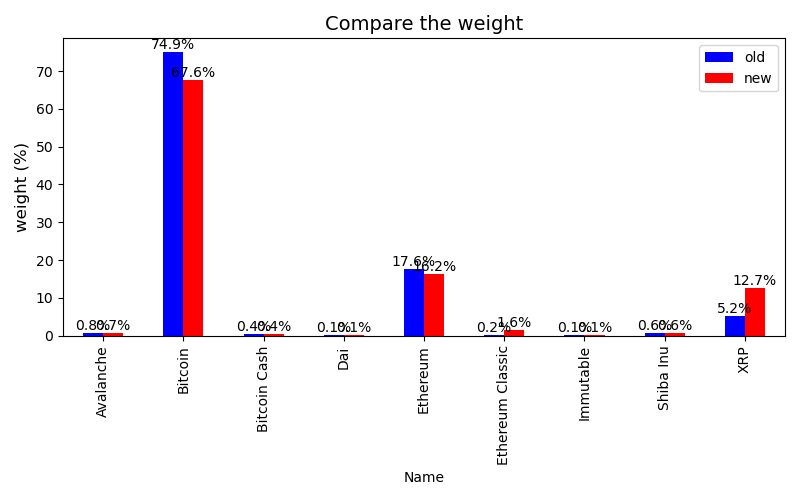 Compare the weight
old
new
weight (%)
70
60
50
40
30
20
10
0
0.8%
0.7%
74.9%
67.6%
0.4%
0.4%
0.1%
0.1%
17.6%
16.2%
0.2%
1.6%
0.1%
0.1%
0.6%
0.6%
5.2%
12.7%
Avalanche
Bitcoin
Bitcoin Cash
Dai
Ethereum
Ethereum Classic
Immutable
Shiba Inu
XRP
Name